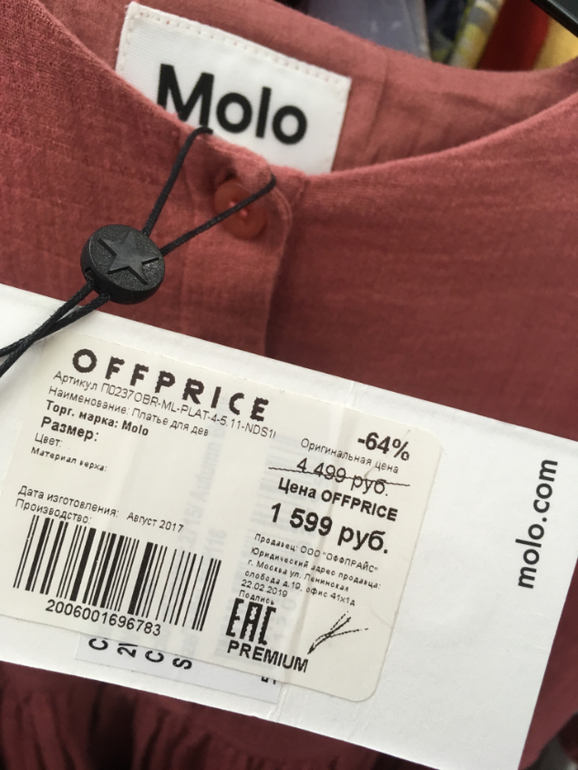 Molo
OFFPRICE
Артикул П0237OBR-ML-PLAT-4-5.11-NDS1
Наименование: Платье для дев
Торг. марка: Molo
Размер:
Цвет:
Материал верха:
Дата изготовления: Август 2017
Производство:
2006001696783
-64%
Оригинальная цена
4 499 руб.
Цена OFFPRICE
1 599 руб.
Продавец: ООО "ОФФПРАЙС"
Юридический адрес продавца:
г. Москва ул. Ленинская
слобода д.19, офис 41х1д
22.02.2019
Подпись
EAC
PREMIUM
molo.com